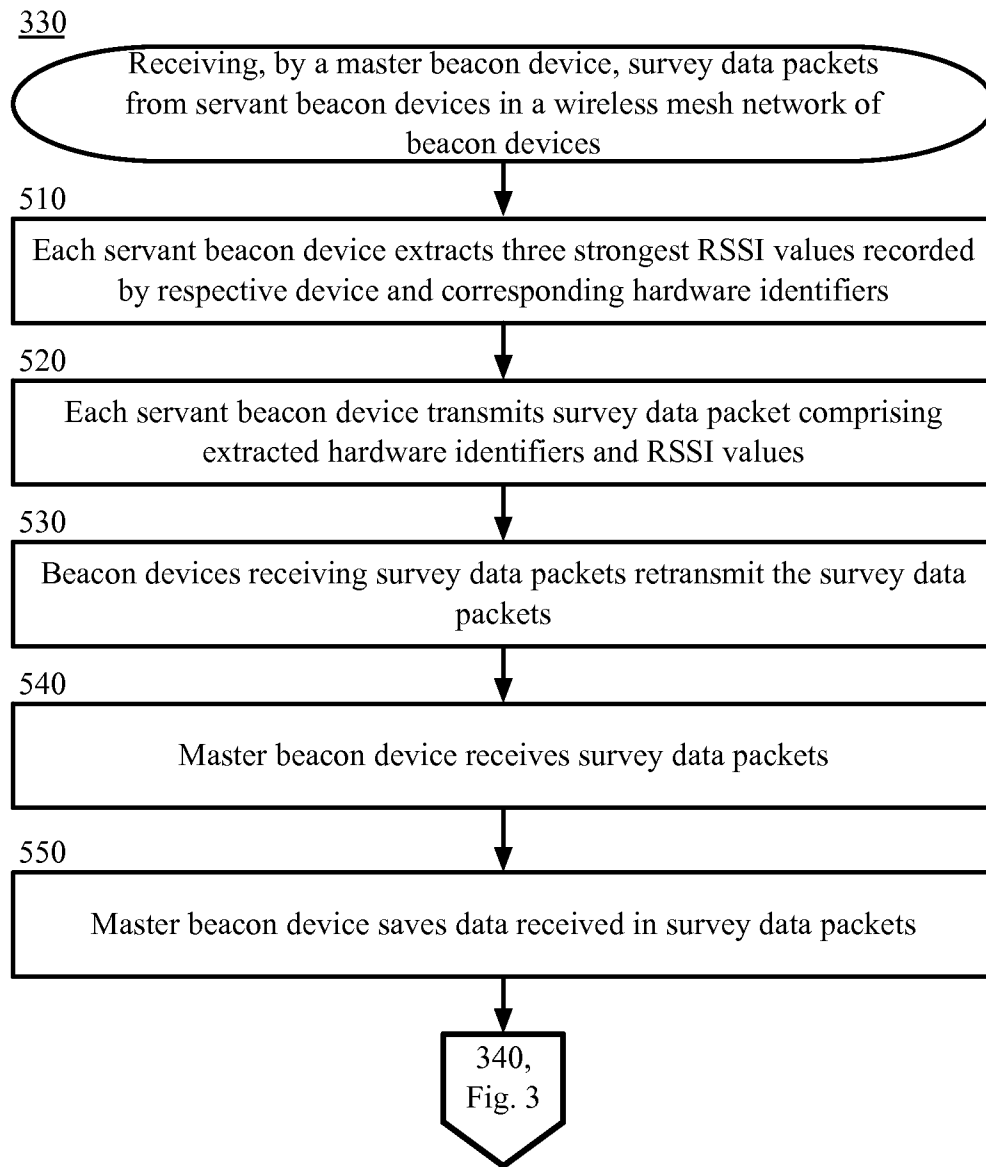 330
Receiving, by a master beacon device, survey data packets
from servant beacon devices in a wireless mesh network of
beacon devices
510
Each servant beacon device extracts three strongest RSSI values recorded
by respective device and corresponding hardware identifiers
520
Each servant beacon device transmits survey data packet comprising
extracted hardware identifiers and RSSI values
530
Beacon devices receiving survey data packets retransmit the survey data
packets
540
Master beacon device receives survey data packets
550
Master beacon device saves data received in survey data packets
340,
Fig. 3